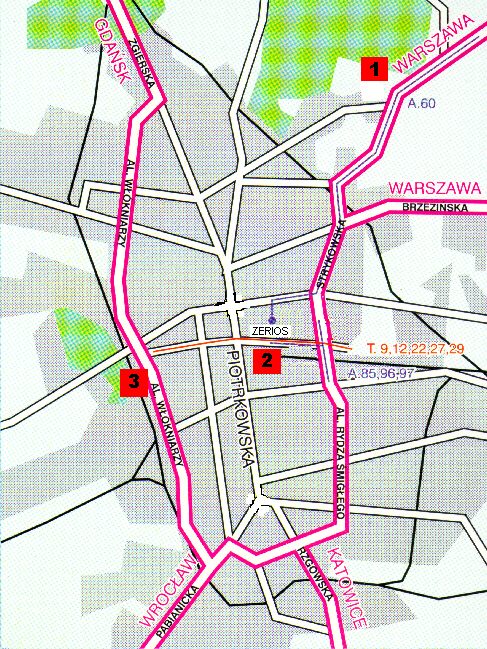 GDAŃSK
ZGIERSKA
WARSZAWA
1
A.60
AL. WŁÓKNIARZY
WARSZAWA
BRZEZIŃSKA
STRYKOWSKA
ZERIOS
T. 9,12,22,27,29
2
3
A.85,96,97
PIOTRKOWSKA
AL. WŁÓKNIARZY
AL. RYDZA ŚMIGŁEGO
WROCŁAW
PABIANICKA
RZGOWSKA
KATOWICE